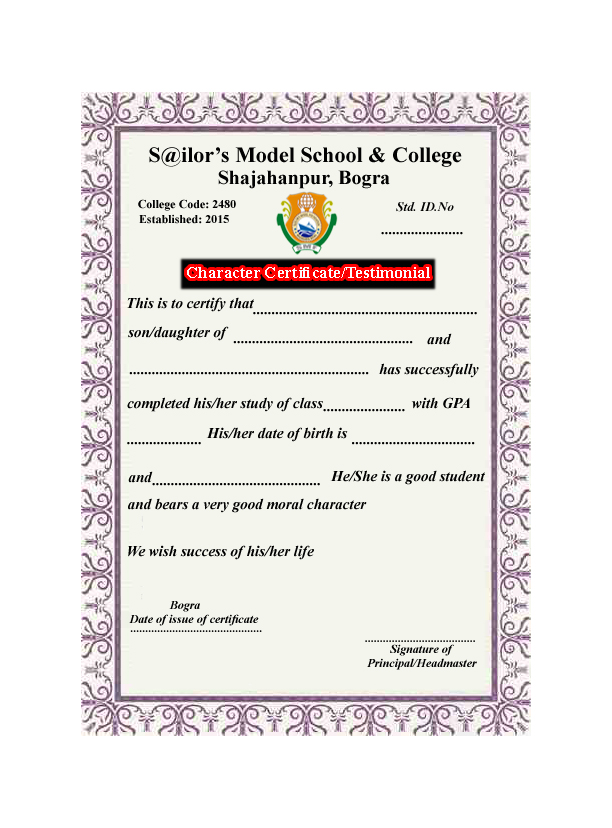 S@ilor's Model School & College
Shajahanpur, Bogra
College Code: 2480
Established: 2015
Std. ID.No
......................
Character Certificate/Testimonial
This is to certify that............................................................
son/daughter of ................................................ and
................................................................ has successfully
completed his/her study of class...................... with GPA
.................... His/her date of birth is .................................
and............................................. He/She is a good student
and bears a very good moral character
We wish success of his/her life
Bogra
Date of issue of certificate
............................................
.....................................
Signature of
Principal/Headmaster